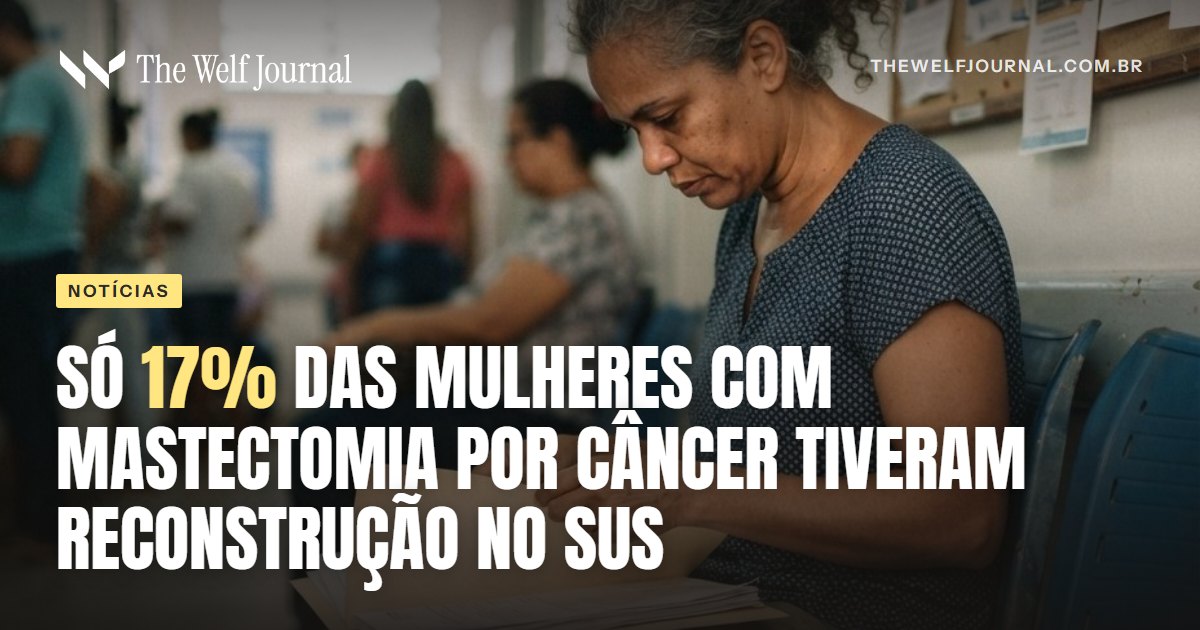 The Welf Journal
THEWELFJOURNAL.COM.BR
NOTÍCIAS
SÓ 17% DAS MULHERES COM
MASTECTOMIA POR CÂNCER TIVERAM
RECONSTRUÇÃO NO SUS